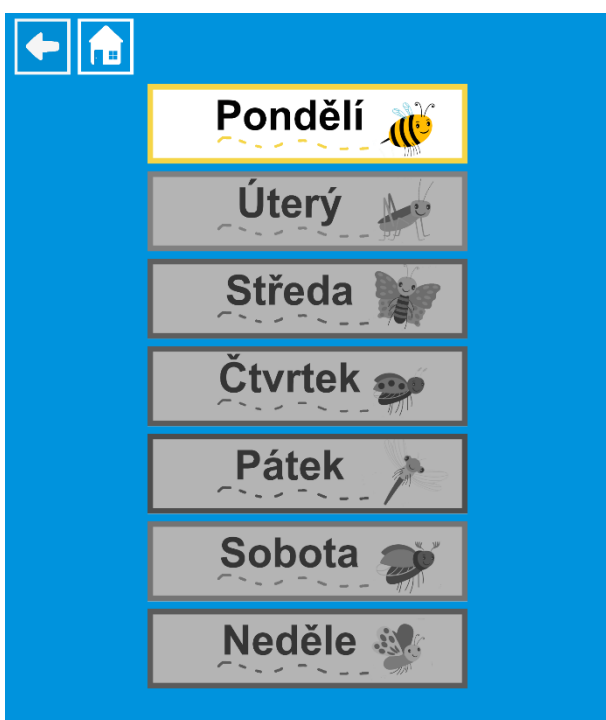 Pondělí
Úterý
Středa
Čtvrtek
Pátek
Sobota
Neděle